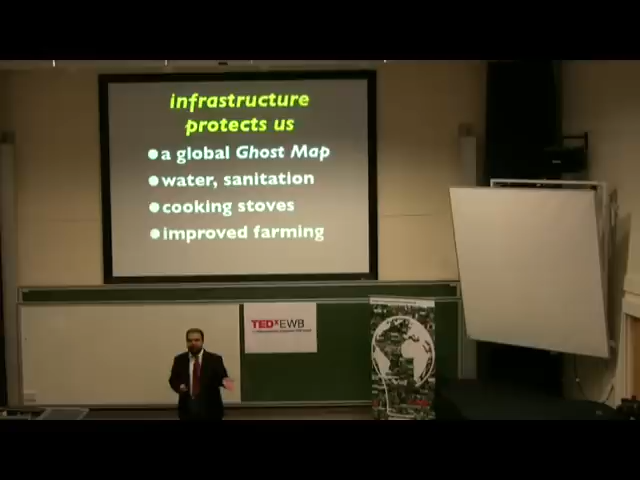 infrastructure
protects us
● a global Ghost Map
● water, sanitation
● cooking stoves
● improved farming
TEDxEWB